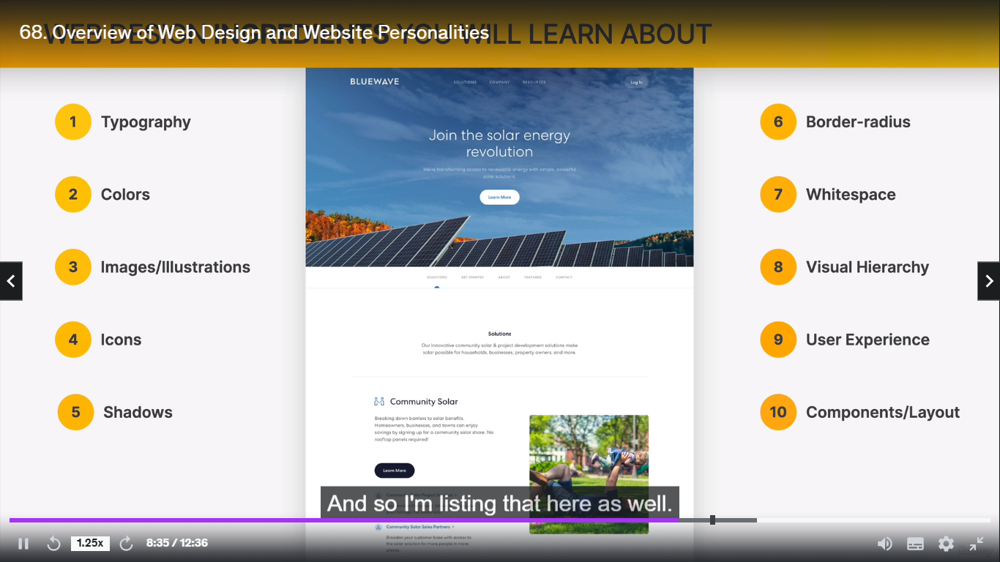 68. Overview of Web Design and Website Personalities
WEB DESIGN INGREDIENTS YOU WILL LEARN ABOUT
1 Typography
2 Colors
3 Images/Illustrations
4 Icons
5 Shadows
BLUEWAVE
SOLUTIONS COMPANY RESOURCES
Log In
Join the solar energy
revolution
We're transforming access to renewable energy with simple, powerful
solar solutions.
Learn More
SOLUTIONS GET STARTED ABOUT FEATURED CONTACT
Solutions
Our innovative community solar & project development solutions make
solar possible for households, businesses, property owners, and more.
Community Solar
Breaking down barriers to solar benefits.
Homeowners, businesses, and towns can enjoy
savings by signing up for a community solar share. No
rooftop panels required!
Learn More
Community Solar Sales Partners
Broaden your customer base with access to
the solar solution for more people in more
places.
6 Border-radius
7 Whitespace
8 Visual Hierarchy
9 User Experience
10 Components/Layout
And so I'm listing that here as well.
1.25x
8:35 / 12:36